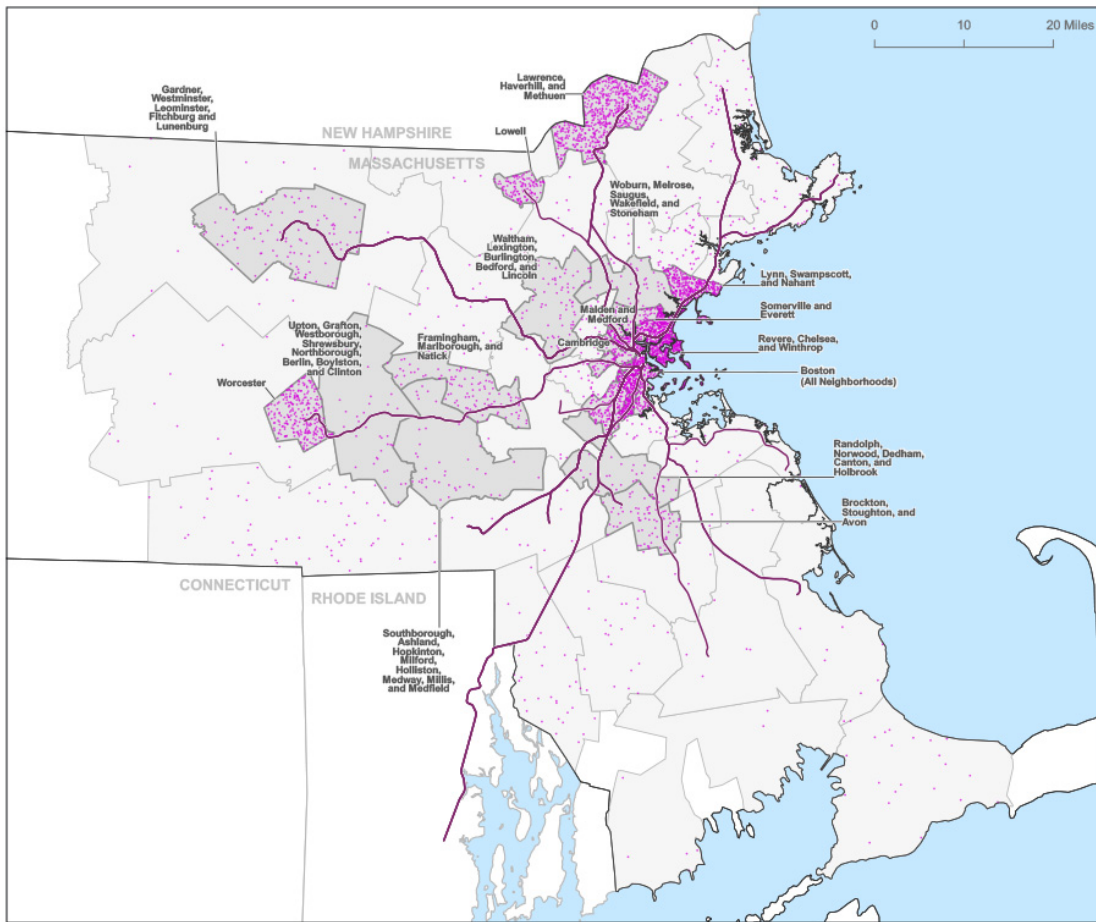 0 10 20 Miles
Gardner,
Westminster,
Leominster,
Fitchburg and
Lunenburg
Lawrence,
Haverhill, and
Methuen
NEW HAMPSHIRE
Lowell
MASSACHUSETTS
Woburn, Melrose,
Saugus,
Wakefield, and
Stoneham
Waltham,
Lexington,
Burlington,
Bedford, and
Lincoln
Lynn, Swampscott,
and Nahant
Malden and
Medford
Somerville and
Everett
Cambridge
Revere, Chelsea,
and Winthrop
Upton, Grafton,
Westborough,
Shrewsbury,
Northborough,
Berlin, Boylston,
and Clinton
Framingham,
Marlborough, and
Natick
Worcester
Boston
(All Neighborhoods)
Randolph,
Norwood, Dedham,
Canton, and
Holbrook
Brockton,
Stoughton, and
Avon
CONNECTICUT
RHODE ISLAND
Southborough,
Ashland,
Hopkinton,
Milford,
Holliston,
Medway, Millis,
and Medfield